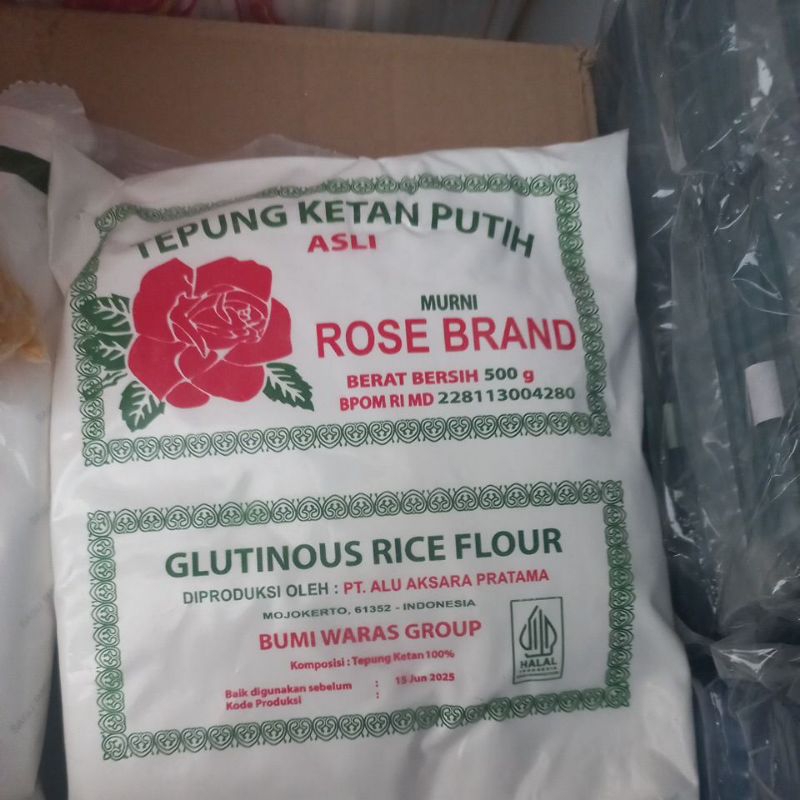 TEPUNG KETAN PUTIH
ASLI
MURNI
ROSE BRAND
BERAT BERSIH 500 g
BPOM RI MD 228113004280
GLUTINOUS RICE FLOUR
DIPRODUKSI OLEH : PT. ALU AKSARA PRATAMA
MOJOKERTO, 61352 - INDONESIA
BUMI WARAS GROUP
Komposisi : Tepung Ketan 100%
HALAL
INDONESIA
Baik digunakan sebelum : 15 Jun 2025
Kode Produksi :